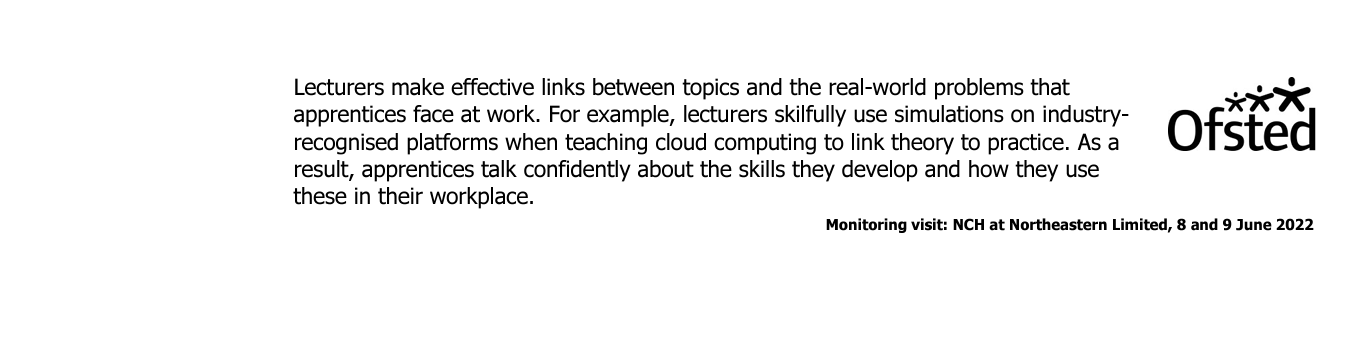 Lecturers make effective links between topics and the real-world problems that
apprentices face at work. For example, lecturers skilfully use simulations on industry-
recognised platforms when teaching cloud computing to link theory to practice. As a
result, apprentices talk confidently about the skills they develop and how they use
these in their workplace.
Ofsted
Monitoring visit: NCH at Northeastern Limited, 8 and 9 June 2022